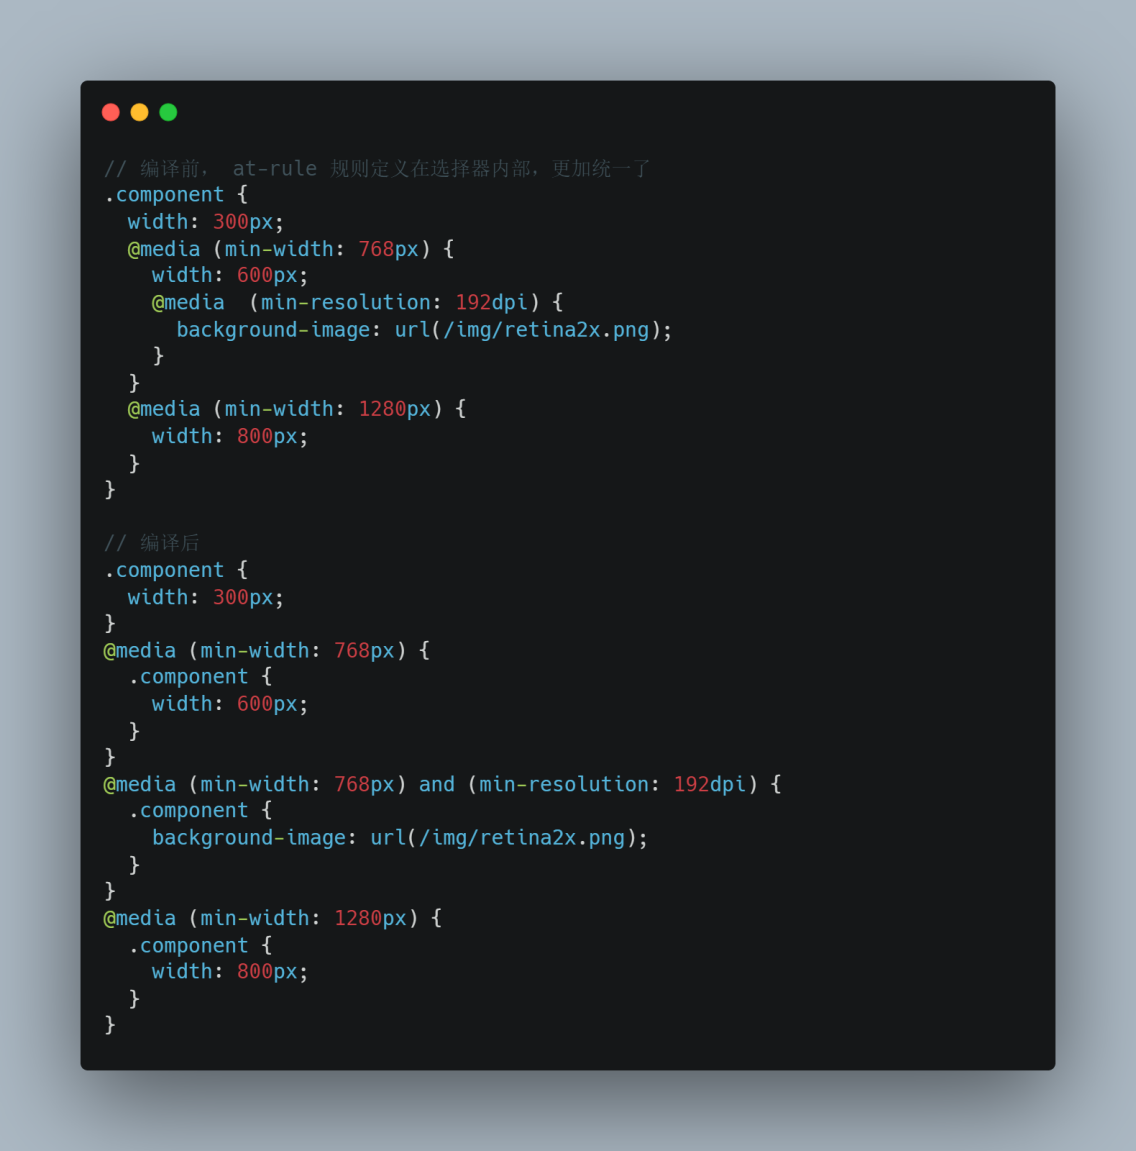 // 编译前， at-rule 规则定义在选择器内部，更加统一了
.component {
  width: 300px;
  @media (min-width: 768px) {
    width: 600px;
    @media  (min-resolution: 192dpi) {
      background-image: url(/img/retina2x.png);
    }
  }
  @media (min-width: 1280px) {
    width: 800px;
  }
}

// 编译后
.component {
  width: 300px;
}
@media (min-width: 768px) {
  .component {
    width: 600px;
  }
}
@media (min-width: 768px) and (min-resolution: 192dpi) {
  .component {
    background-image: url(/img/retina2x.png);
  }
}
@media (min-width: 1280px) {
  .component {
    width: 800px;
  }
}